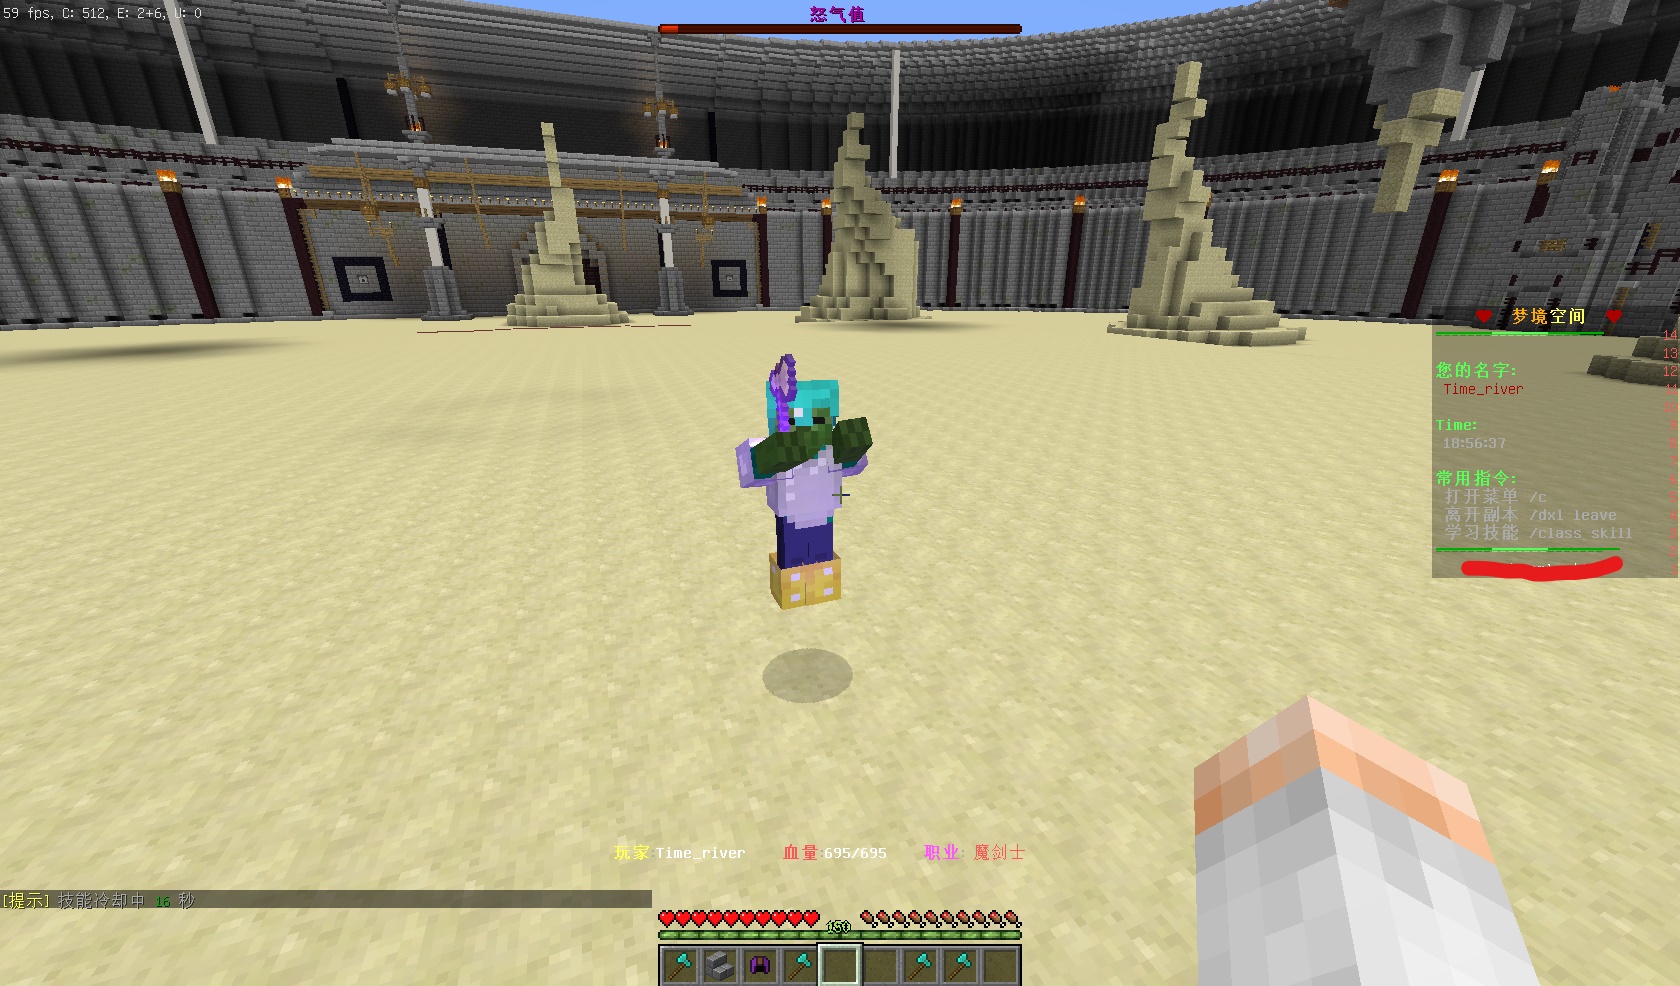 59 fps, C: 512, E: 2+6, U: 0
怒气值
梦境空间
14
13
12
您的名字:
Time_river
Time:
18:56:37
常用指令:
打开菜单 /c
离开副本 /dxl leave
学习技能 /class skill
玩家:Time_river 血量:695/695 职业: 魔剑士
[提示] 技能冷却中 16 秒